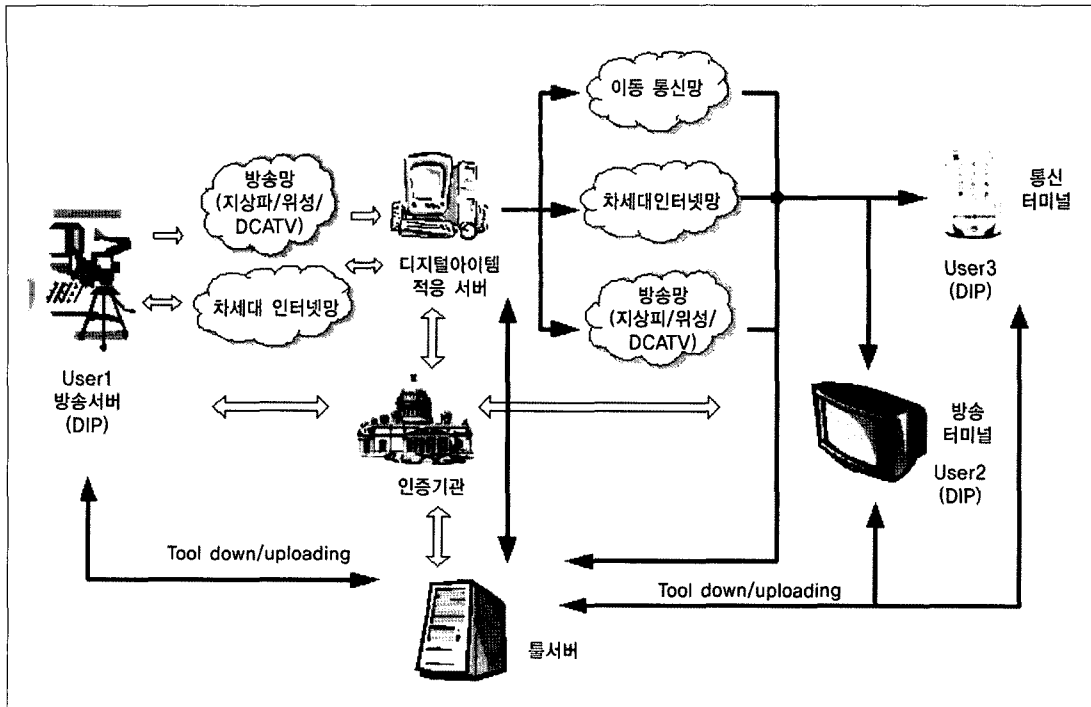 이동 통신망
방송망
(지상파/위성/
DCATV)
차세대인터넷망
통신
터미널
디지털아이템
적응 서버
User3
(DIP)
차세대 인터넷망
방송망
(지상피/위성/
DCATV)
User1
방송서버
(DIP)
방송
터미널
User2
(DIP)
인증기관
Tool down/uploading
Tool down/uploading
툴서버